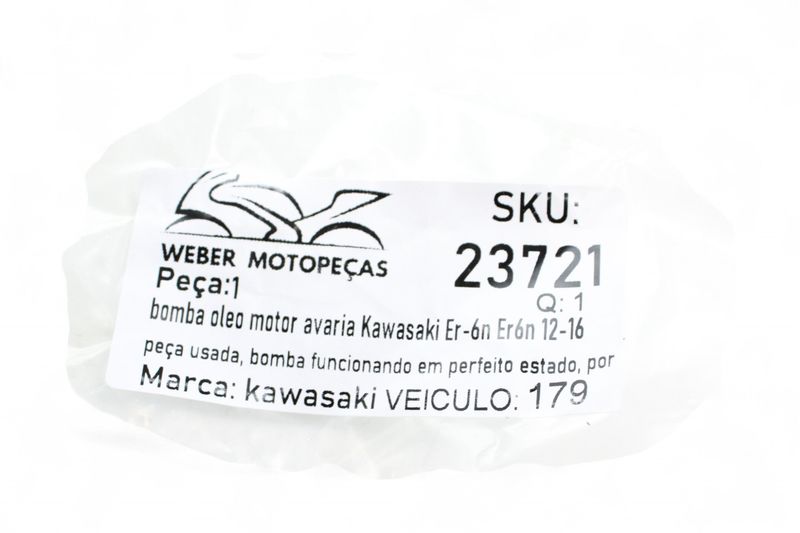 SKU:
WEBER MOTOPEÇAS
23721
Peça:1
Q: 1
bomba oleo motor avaria Kawasaki Er-6n Er6n 12-16
peça usada, bomba funcionando em perfeito estado, por
Marca: kawasaki VEICULO: 179